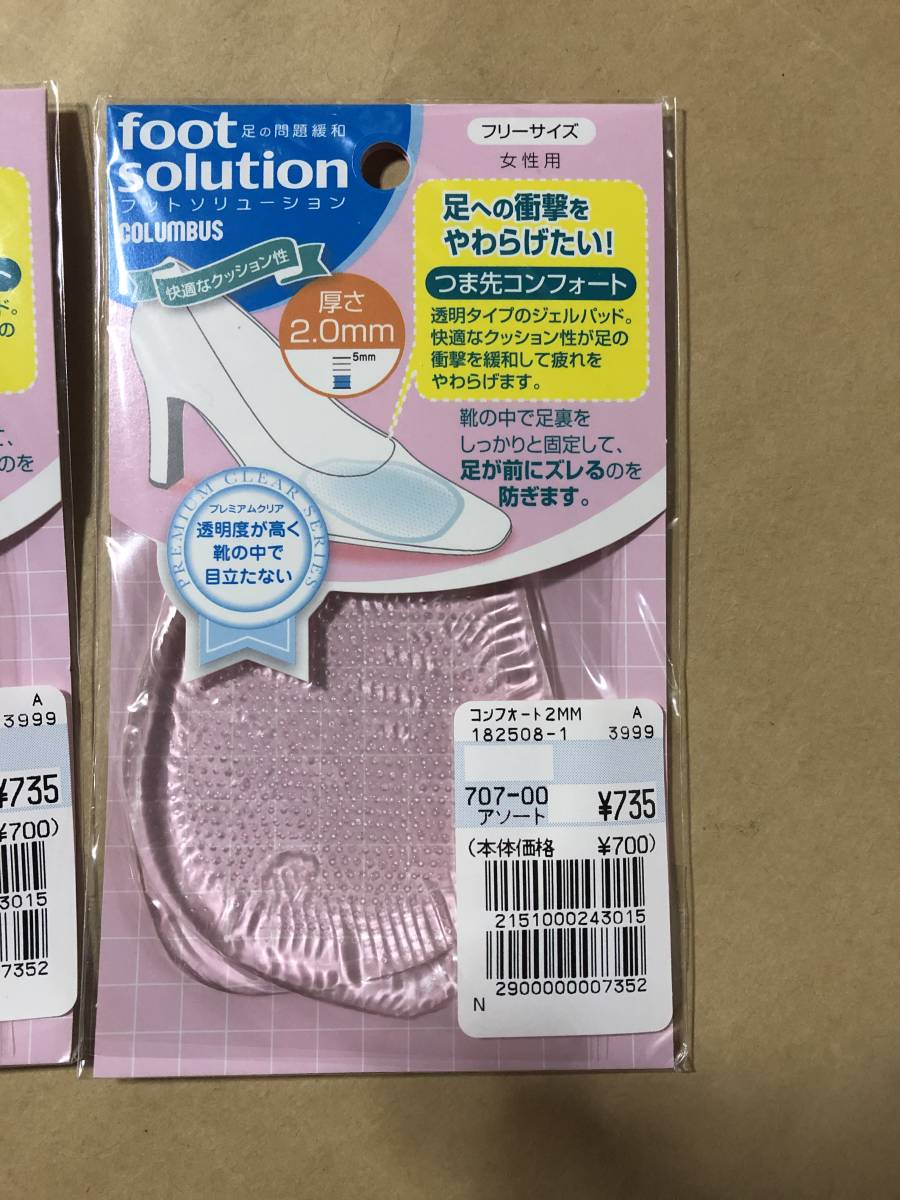 foot 足の問題緩和
solution
フットソリューション
COLUMBUS
快適なクッション性
厚さ
2.0mm
5mm
フリーサイズ
女性用
足への衝撃を
やわらげたい!
つま先コンフォート
透明タイプのジェルパッド。
快適なクッション性が足の
衝撃を緩和して疲れを
やわらげます。
靴の中で足裏を
しっかりと固定して、
足が前にズレるのを
防ぎます。
PREMIUM CLEAR SERIES
プレミアムクリア
透明度が高く
靴の中で
目立たない
コンフォート2MM A
182508-1 3999
707-00 ¥735
アソート
(本体価格 ¥700)
2151000243015
2900000007352
N
ド。
の
て、
のを
A
3999
¥735
¥700)
3015
7352